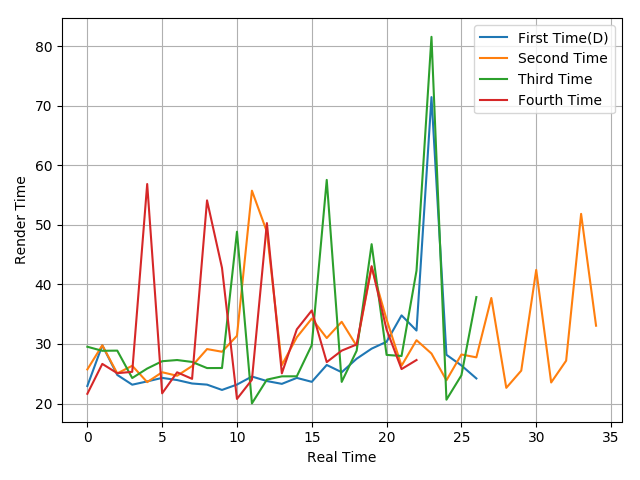 First Time(D)
Second Time
Third Time
Fourth Time
Render Time
80
70
60
50
40
30
20
0 5 10 15 20 25 30 35
Real Time